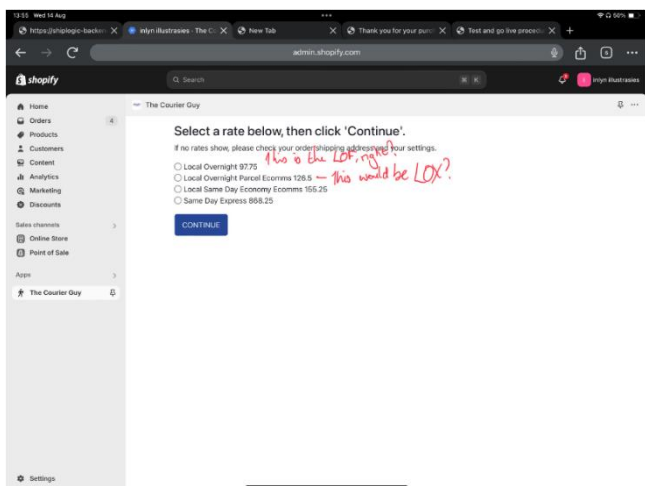 13:55 Wed 14 Aug
50%
https://shiplogic-backen
inlyn illustrasies - The Co
New Tab
Thank you for your purc
Test and go live procedu
admin.shopify.com
shopify
Search
⌘ K
inlyn illustrasies
Home
Orders 4
Products
Customers
Content
Analytics
Marketing
Discounts
Sales channels
Online Store
Point of Sale
Apps
The Courier Guy
Settings
The Courier Guy
Select a rate below, then click 'Continue'.
If no rates show, please check your order shipping address and your settings.
This is the LOF, right?
Local Overnight 97.75
Local Overnight Parcel Ecomms 126.5 – this would be LOX?
Local Same Day Economy Ecomms 155.25
Same Day Express 868.25
CONTINUE